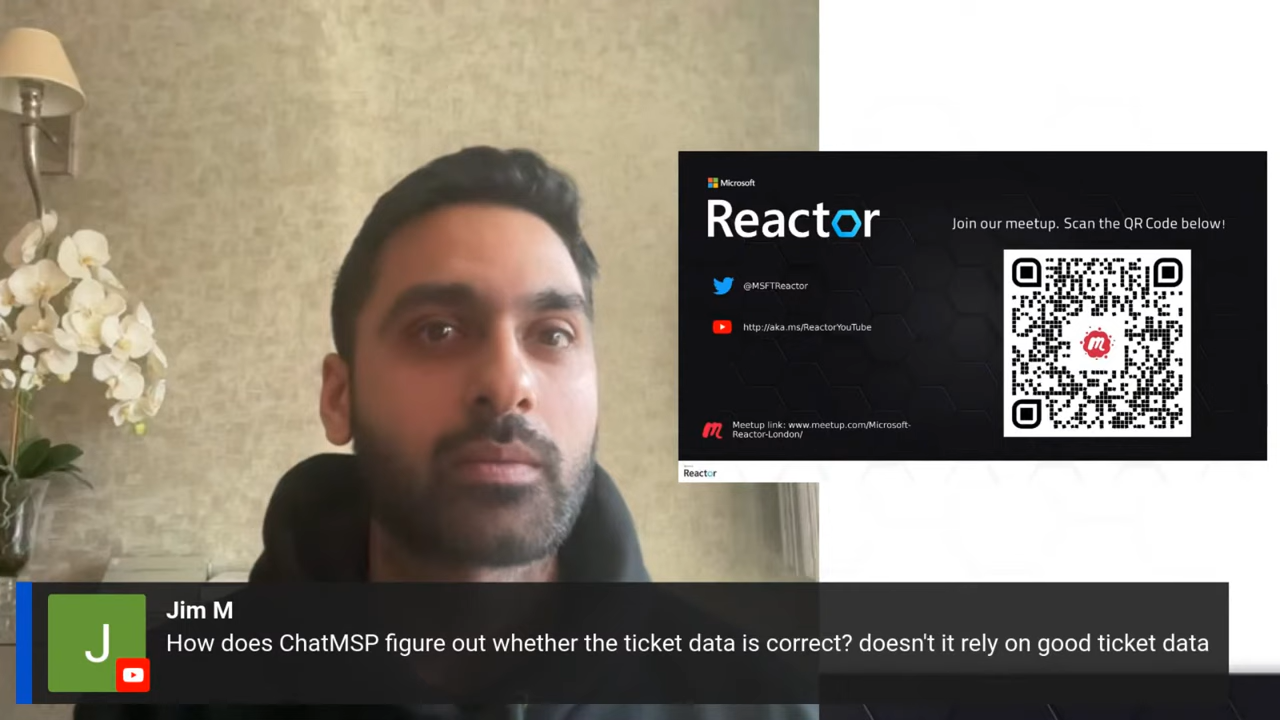 Microsoft
Reactor
Join our meetup. Scan the QR Code below!
@MSFTReactor
http://aka.ms/ReactorYouTube
m
Meetup link: www.meetup.com/Microsoft-
Reactor-London/
m
Reactor
J
Jim M
How does ChatMSP figure out whether the ticket data is correct? doesn't it rely on good ticket data